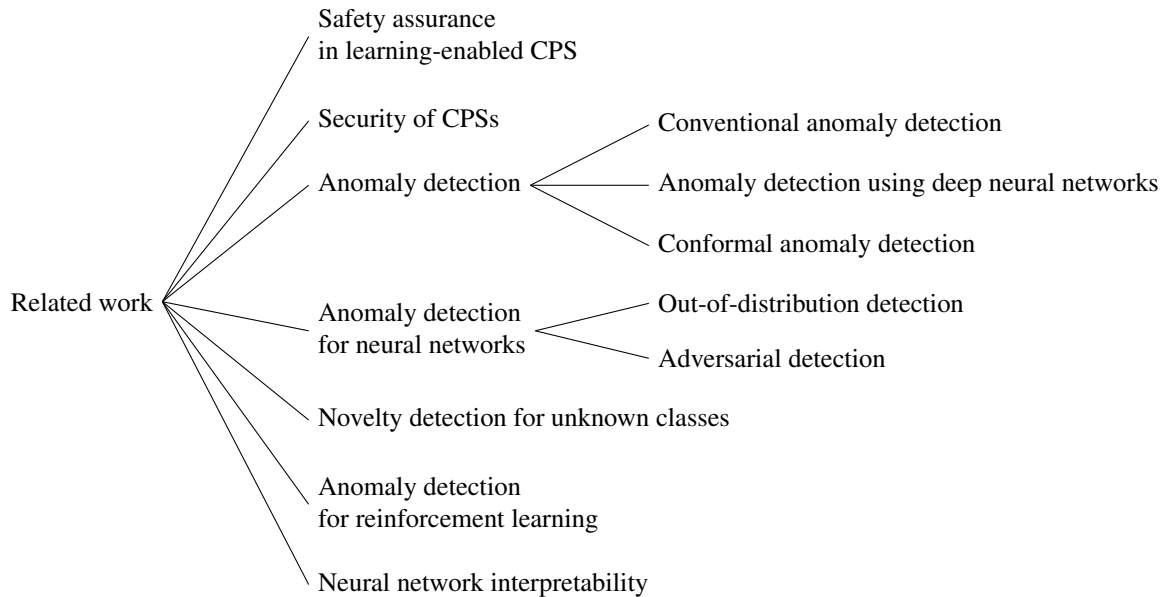 Safety assurance
in learning-enabled CPS
Security of CPSs
Conventional anomaly detection
Anomaly detection
Anomaly detection using deep neural networks
Conformal anomaly detection
Related work
Anomaly detection
for neural networks
Out-of-distribution detection
Adversarial detection
Novelty detection for unknown classes
Anomaly detection
for reinforcement learning
Neural network interpretability